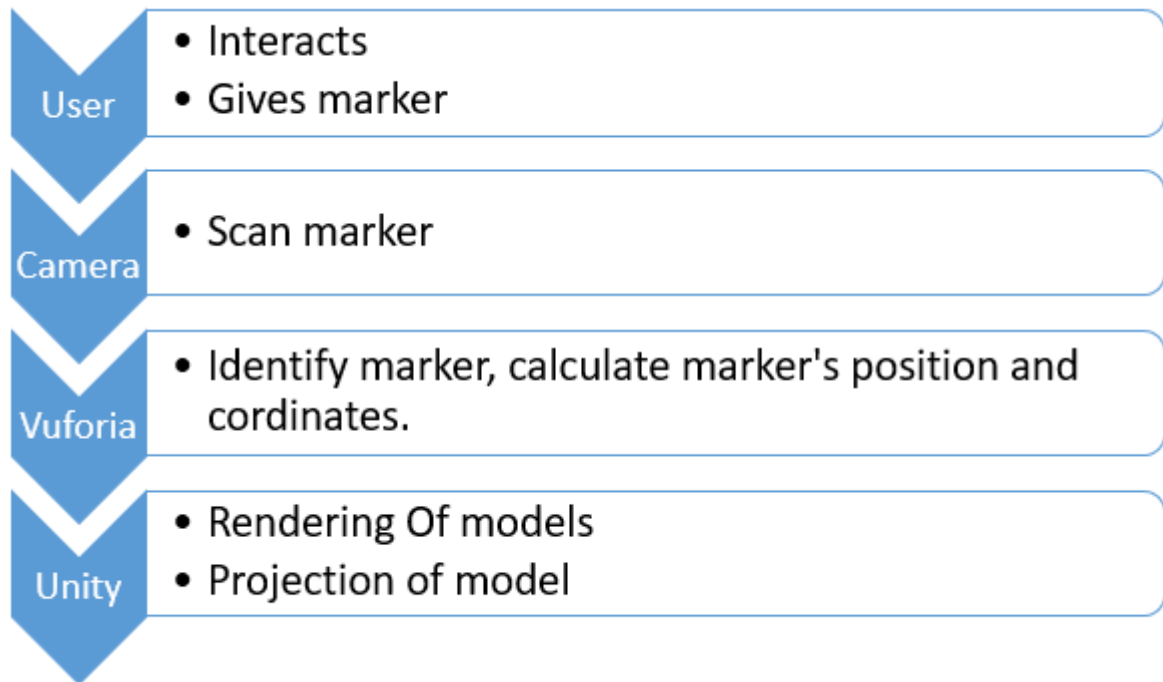 User
• Interacts
• Gives marker
Camera
• Scan marker
Vuforia
• Identify marker, calculate marker's position and
cordinates.
Unity
• Rendering Of models
• Projection of model